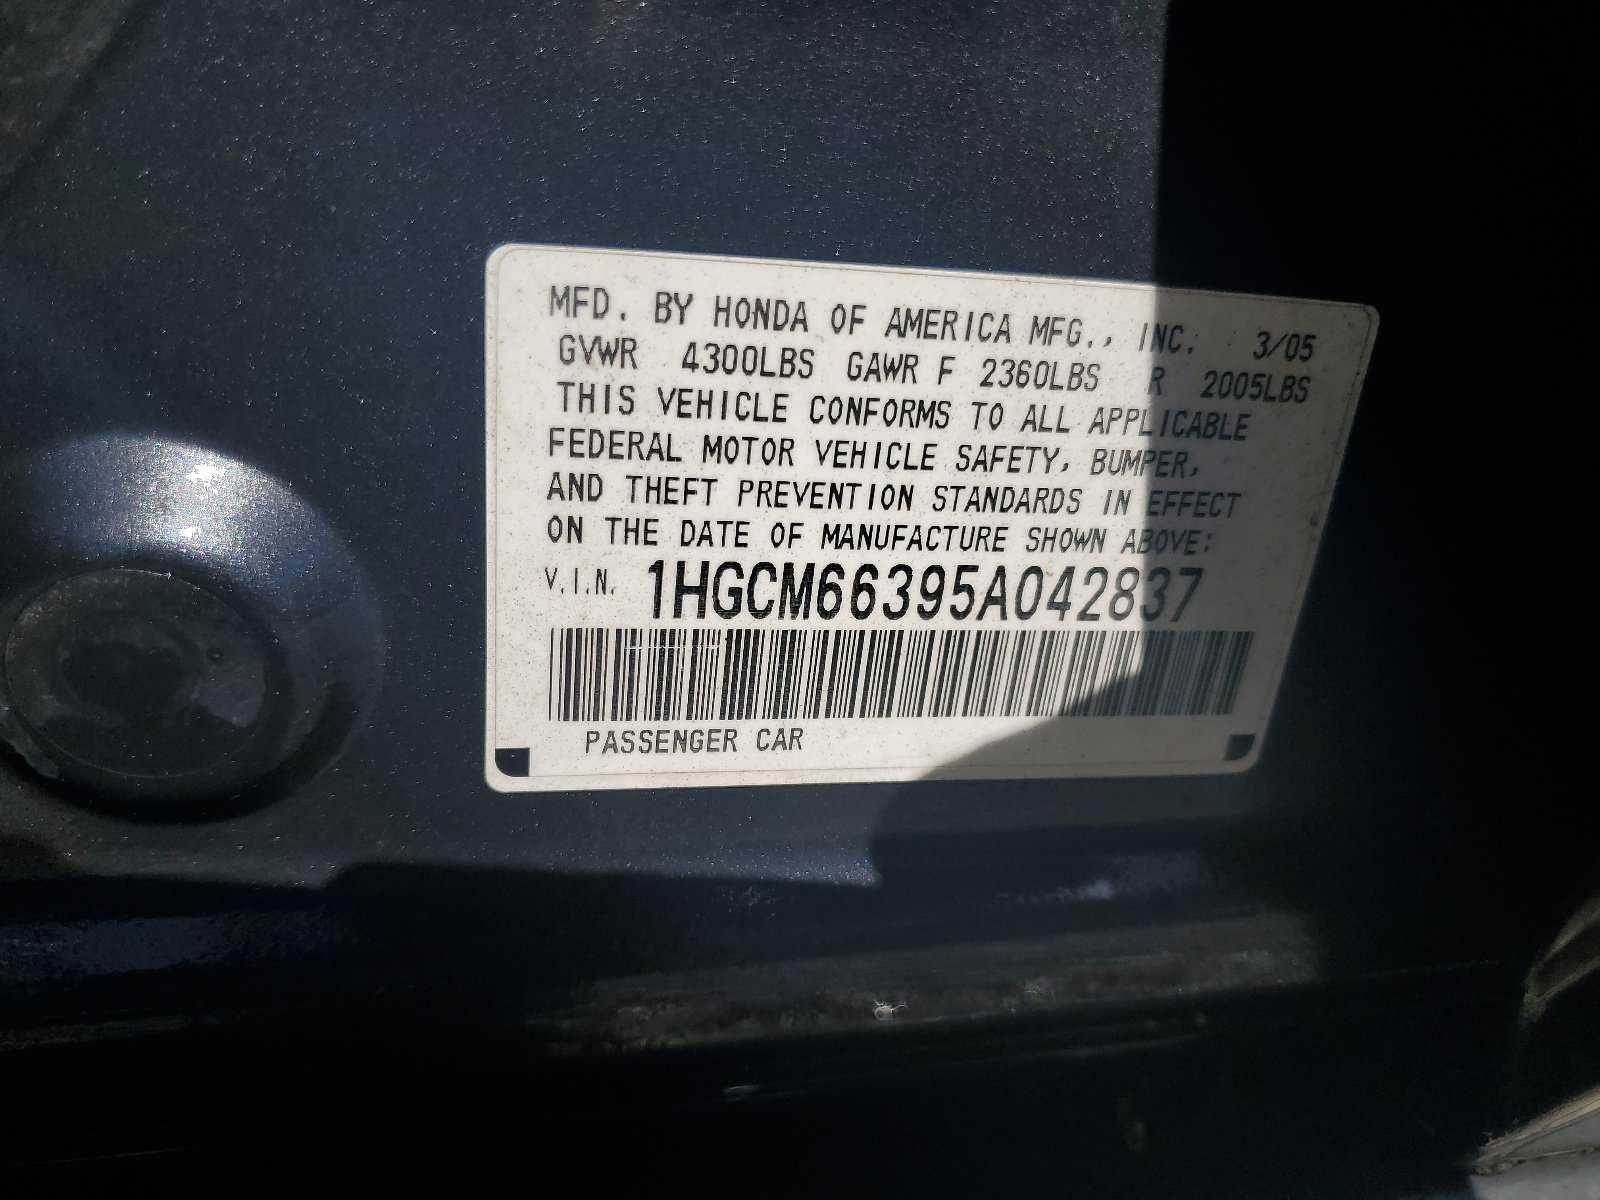 MFD. BY HONDA OF AMERICA MFG., INC. 3/05
GVWR 4300LBS GAWR F 2360LBS R 2005LBS
THIS VEHICLE CONFORMS TO ALL APPLICABLE
FEDERAL MOTOR VEHICLE SAFETY, BUMPER,
AND THEFT PREVENTION STANDARDS IN EFFECT
ON THE DATE OF MANUFACTURE SHOWN ABOVE:
V.I.N. 1HGCM66395A042837
PASSENGER CAR